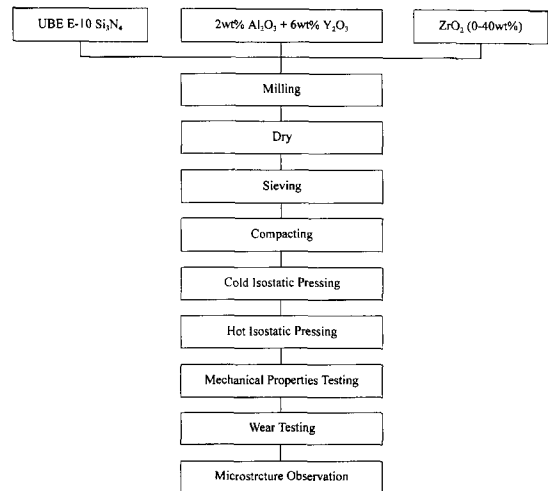 UBE E-10 Si₃N₄
2wt% Al₂O₃ + 6wt% Y₂O₃
ZrO₂ (0-40wt%)
Milling
Dry
Sieving
Compacting
Cold Isostatic Pressing
Hot Isostatic Pressing
Mechanical Properties Testing
Wear Testing
Microstrcture Observation